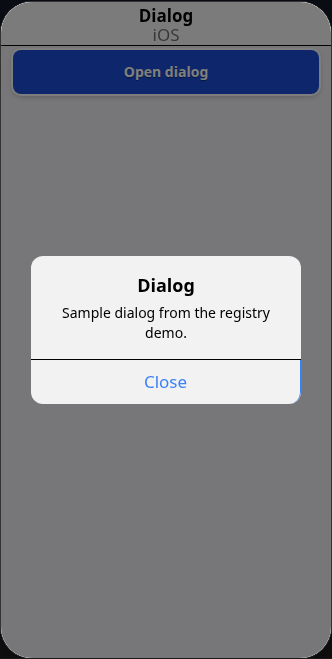 Dialog
iOS
Open dialog
Dialog
Sample dialog from the registry
demo.
Close